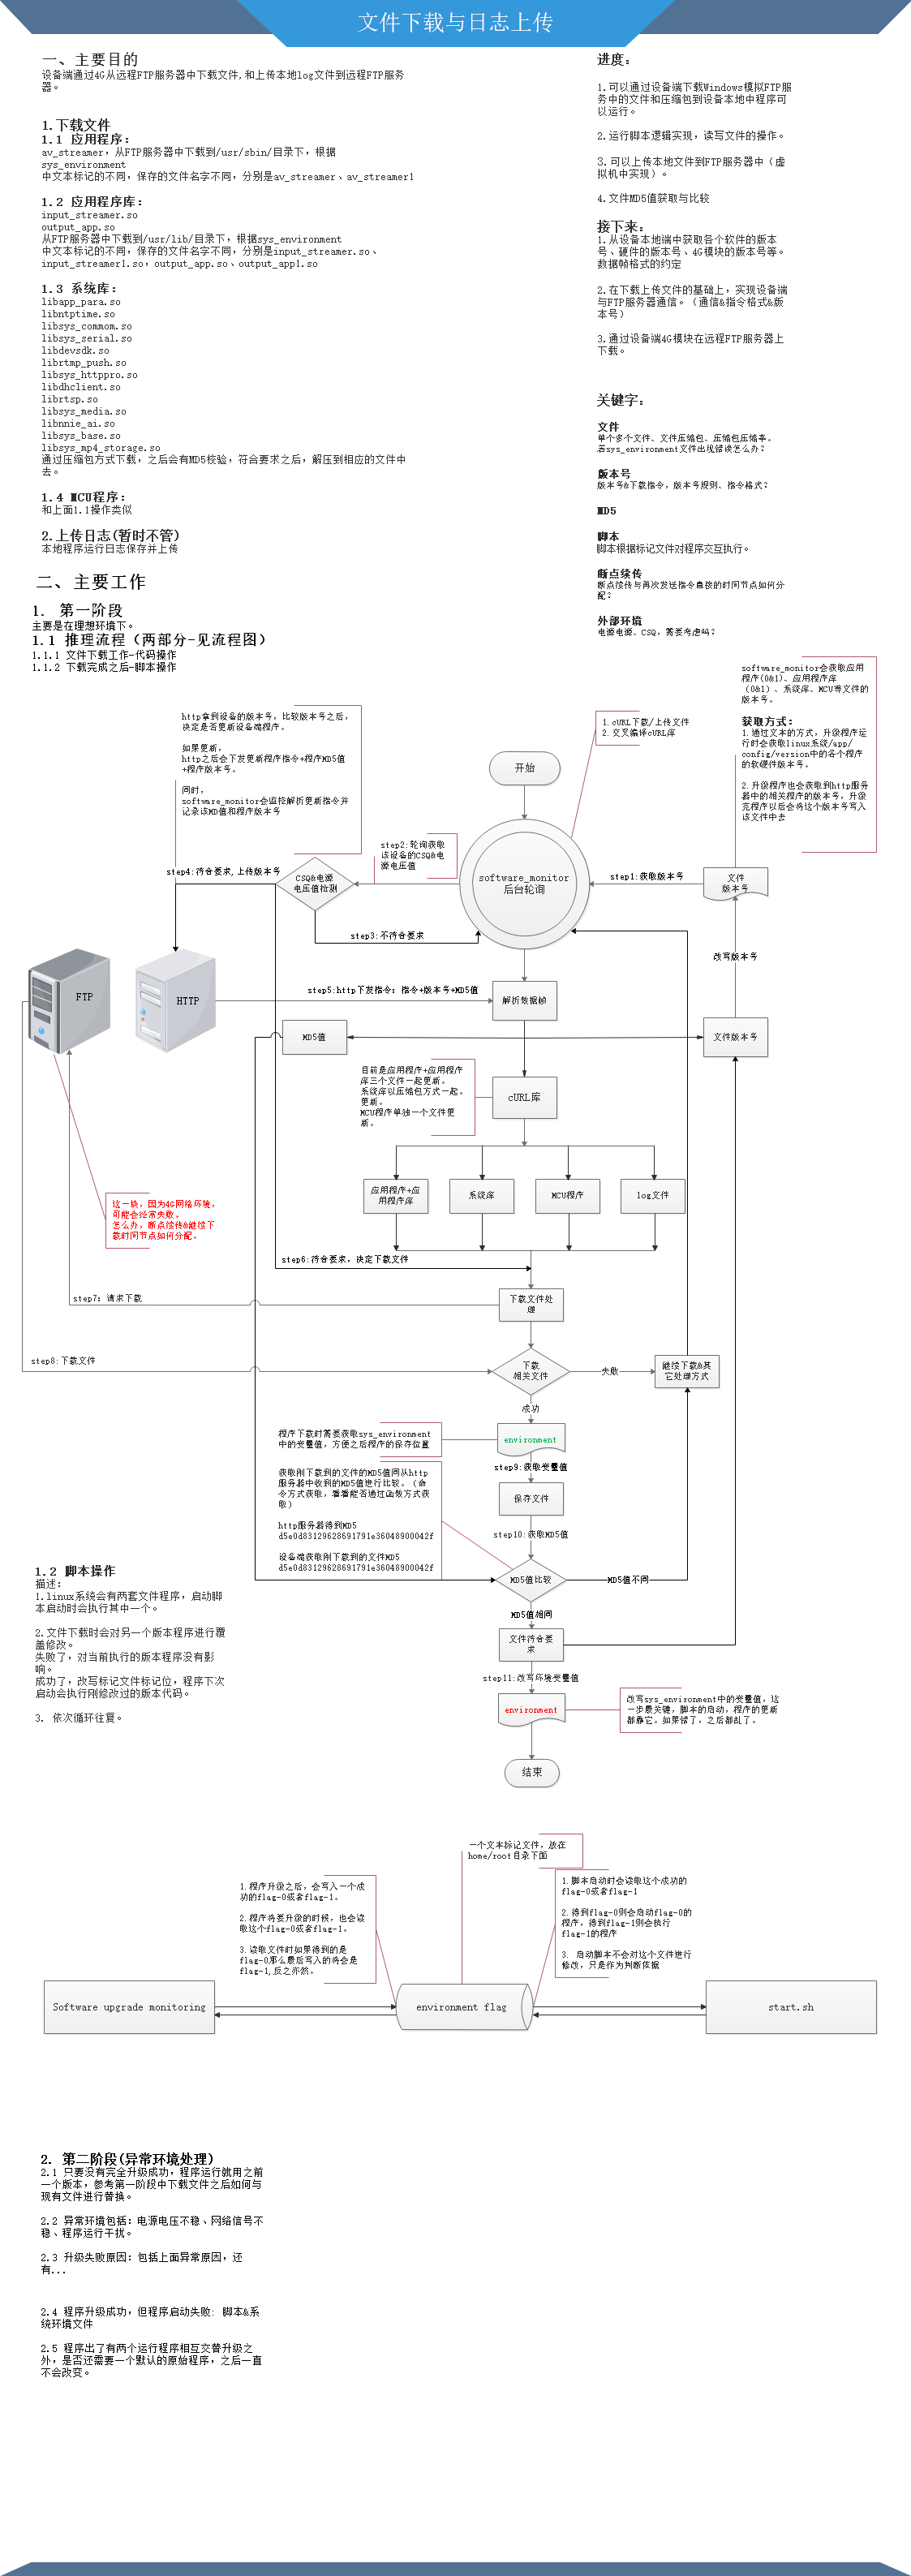 文件下载与日志上传
一、主要目的
设备端通过4G从远程FTP服务器中下载文件,和上传本地log文件到远程FTP服务
器。
1.下载文件
1.1 应用程序：
av_streamer，从FTP服务器中下载到/usr/sbin/目录下，根据
sys_environment
中文本标记的不同，保存的文件名字不同，分别是av_streamer、av_streamer1
1.2 应用程序库：
input_streamer.so
output_app.so
从FTP服务器中下载到/usr/lib/目录下，根据sys_environment
中文本标记的不同，保存的文件名字不同，分别是input_streamer.so、
input_streamer1.so，output_app.so、output_app1.so
1.3 系统库：
libapp_para.so
libntptime.so
libsys_commom.so
libsys_serial.so
libdevsdk.so
librtmp_push.so
libsys_httppro.so
libdhclient.so
librtsp.so
libsys_media.so
libnnie_ai.so
libsys_base.so
libsys_mp4_storage.so
通过压缩包方式下载，之后会有MD5校验，符合要求之后，解压到相应的文件中
去。
1.4 MCU程序：
和上面1.1操作类似
2.上传日志(暂时不管)
本地程序运行日志保存并上传
进度：
1.可以通过设备端下载Windows模拟FTP服
务中的文件和压缩包到设备本地中程序可
以运行。
2.运行脚本逻辑实现，读写文件的操作。
3.可以上传本地文件到FTP服务器中（虚
拟机中实现）。
4.文件MD5值获取与比较
接下来：
1.从设备本地端中获取各个软件的版本
号、硬件的版本号、4G模块的版本号等。
数据帧格式的约定
2.在下载上传文件的基础上，实现设备端
与FTP服务器通信。（通信&指令格式&版
本号）
3.通过设备端4G模块在远程FTP服务器上
下载。
关键字：
文件
单个多个文件、文件压缩包、压缩包压缩率。
若sys_environment文件出现错误怎么办？
版本号
版本号&下载指令，版本号规则、指令格式？
MD5
脚本
脚本根据标记文件对程序交互执行。
断点续传
断点续传与再次发送指令直接的时间节点如何分
配？
外部环境
电源电源、CSQ，需要考虑吗？
二、主要工作
1. 第一阶段
主要是在理想环境下。
1.1 推理流程（两部分-见流程图）
1.1.1 文件下载工作-代码操作
1.1.2 下载完成之后-脚本操作
http拿到设备的版本号，比较版本号之后，
决定是否更新设备端程序。
如果更新，
http之后会下发更新程序指令+程序MD5值
+程序版本号。
同时，
software_monitor会监控解析更新指令并
记录该MD值和程序版本号
1.cURL下载/上传文件
2.交叉编译cURL库
software_monitor会获取应用
程序(0&1)、应用程序库
（0&1）、系统库、MCU等文件的
版本号。
获取方式：
1.通过文本的方式，升级程序运
行时会获取linux系统/app/
config/version中的各个程序
的软硬件版本号。
2.升级程序也会获取到http服务
器中的相关程序的版本号，升级
完程序以后会将这个版本号写入
该文件中去
开始
step2：轮询获取
该设备的CSQ&电
源电压值
step4：符合要求,上传版本号
CSQ&电源
电压值检测
software_monitor
后台轮询
step1：获取版本号
文件
版本号
step3：不符合要求
改写版本号
FTP
HTTP
step5：http下发指令：指令+版本号+MD5值
解析数据帧
MD5值
文件版本号
目前是应用程序+应用程序
库三个文件一起更新。
系统库以压缩包方式一起。
更新。
MCU程序单独一个文件更
新。
cURL库
应用程序+应
用程序库
系统库
MCU程序
log文件
这一块，因为4G网络环境，
可能会经常失败。
怎么办，断点续传&继续下
载时间节点如何分配。
step6：符合要求，决定下载文件
step7：请求下载
下载文件处
理
step8：下载文件
下载
相关文件
失败
继续下载&其
它处理方式
成功
程序下载时需要获取sys_environment
中的变量值，方便之后程序的保存位置
environment
step9：获取变量值
获取刚下载到的文件的MD5值同从http
服务器中收到的MD5值进行比较。（命
令方式获取，看看能否通过函数方式获
取）
http服务器得到MD5
d5e0d83129628691791e36048900042f
设备端获取刚下载到的文件MD5
d5e0d83129628691791e36048900042f
保存文件
step10：获取MD5值
MD5值比较
MD5值不同
MD5值相同
文件符合要
求
step11：改写环境变量值
environment
改写sys_environment中的变量值，这
一步最关键，脚本的启动，程序的更新
都靠它。如果错了，之后都乱了。
结束
1.2 脚本操作
描述：
1.linux系统会有两套文件程序，启动脚
本启动时会执行其中一个。
2.文件下载时会对另一个版本程序进行覆
盖修改。
失败了，对当前执行的版本程序没有影
响。
成功了，改写标记文件标记位，程序下次
启动会执行刚修改过的版本代码。
3. 依次循环往复。
一个文本标记文件，放在
home/root目录下面
1.程序升级之后，会写入一个成
功的flag-0或者flag-1。
2.程序将要升级的时候，也会读
取这个flag-0或者flag-1。
3.读取文件时如果得到的是
flag-0那么最后写入的将会是
flag-1,反之亦然。
1.脚本启动时会读取这个成功的
flag-0或者flag-1
2.得到flag-0则会启动flag-0的
程序，得到flag-1则会执行
flag-1的程序
3. 启动脚本不会对这个文件进行
修改，只是作为判断依据
Software upgrade monitoring
environment flag
start.sh
2. 第二阶段(异常环境处理)
2.1 只要没有完全升级成功，程序运行就用之前
一个版本，参考第一阶段中下载文件之后如何与
现有文件进行替换。
2.2 异常环境包括：电源电压不稳、网络信号不
稳、程序运行干扰。
2.3 升级失败原因：包括上面异常原因，还
有...
2.4 程序升级成功，但程序启动失败: 脚本&系
统环境文件
2.5 程序出了有两个运行程序相互交替升级之
外，是否还需要一个默认的原始程序，之后一直
不会改变。